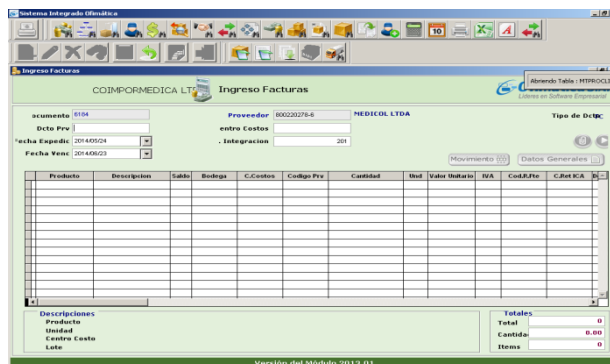 Sistema Integrado Ofimática
10
Ingreso Facturas
Abriendo Tabla : MTPROCLI
COIMPORMEDICA LT Ingreso Facturas
Líderes en Software Empresarial
ocumento 6164 Proveedor 800220278-6 MEDICOL LTDA Tipo de Dcto
Dcto Prv entro Costos
echa Expedic 2014/05/24 . Integracion 201
Fecha Venc 2014/06/23
Movimiento Datos Generales
Producto Descripcion Saldo Bodega C.Costos Codigo Prv Cantidad Und Valor Unitario IVA Cod.R.Fte C.Ret ICA
Descripciones Totales
Producto Total 0
Unidad Cantida 0.00
Centro Costo Items 0
Lote
Versión del Módulo 2013.01